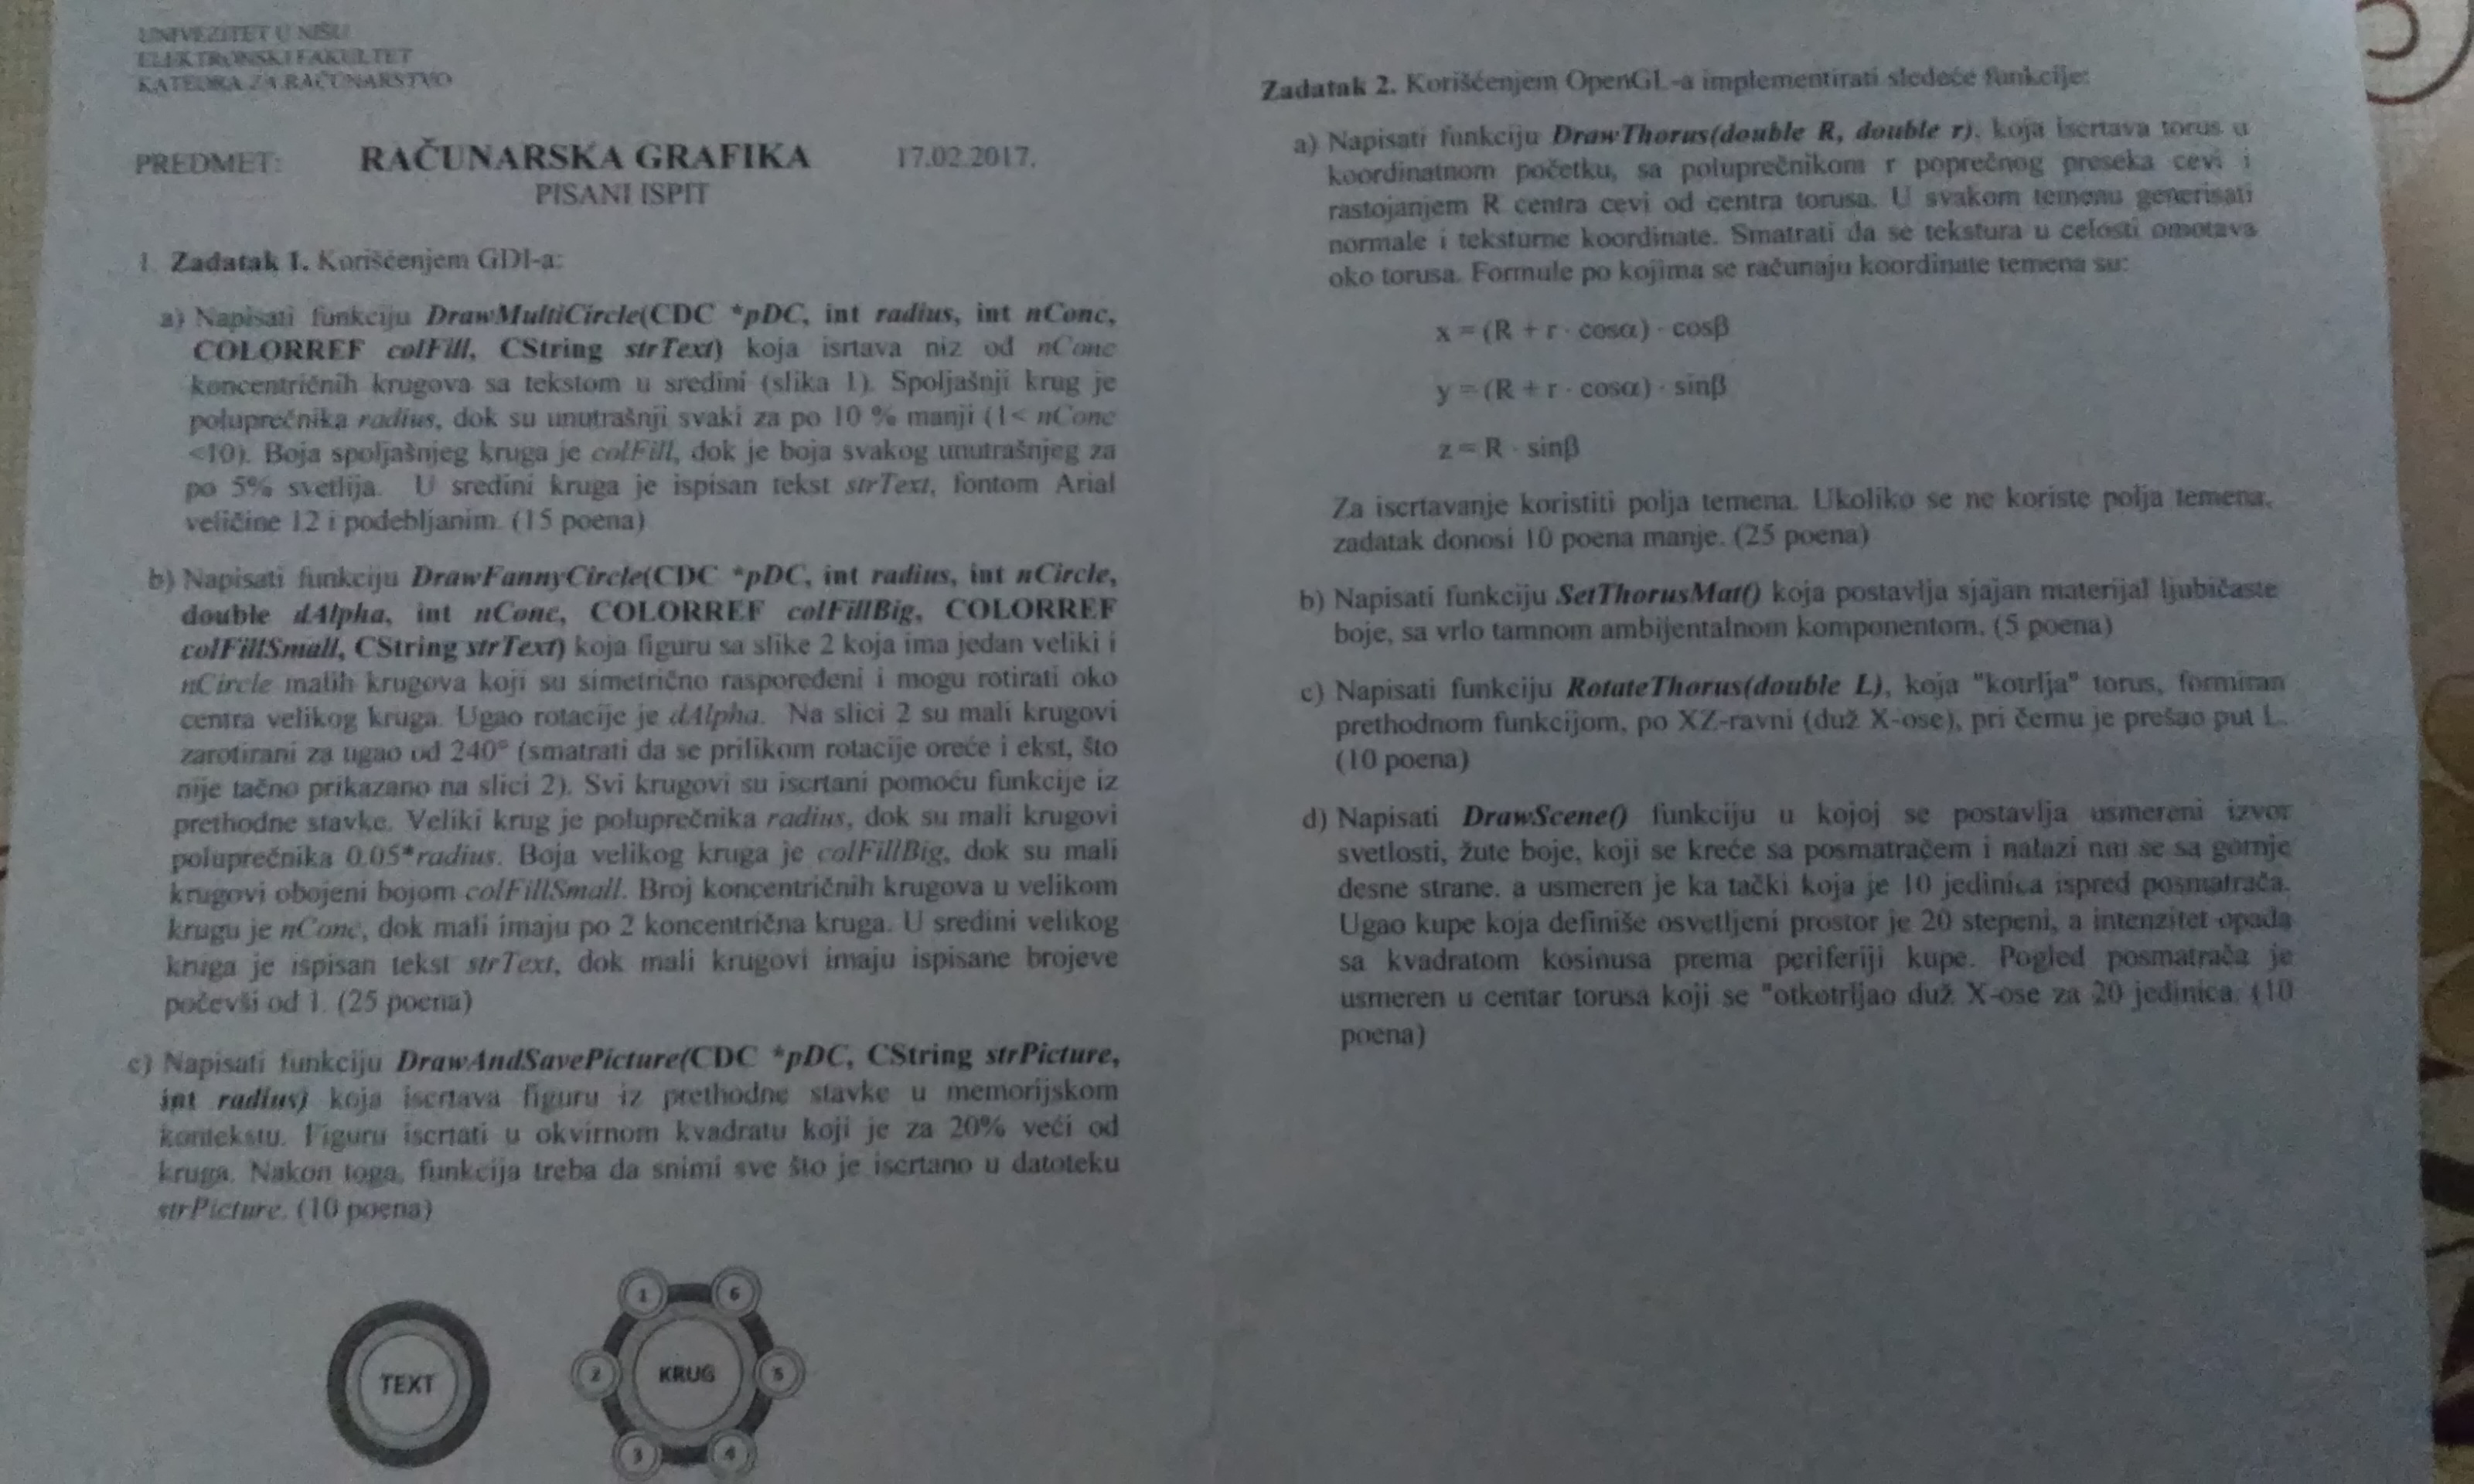 UNIVEZITET U NIŠU
ELEKTRONSKI FAKULTET
KATEDRA ZA RAČUNARSTVO
PREDMET: RAČUNARSKA GRAFIKA 17.02.2017.
PISANI ISPIT
1. Zadatak 1. Korišćenjem GDI-a:
a) Napisati funkciju DrawMultiCircle(CDC *pDC, int radius, int nConc,
COLORREF colFill, CString strText) koja isrtava niz od nConc
koncentričnih krugova sa tekstom u sredini (slika 1). Spoljašnji krug je
poluprečnika radius, dok su unutrašnji svaki za po 10 % manji (1< nConc
<10). Boja spoljašnjeg kruga je colFill, dok je boja svakog unutrašnjeg za
po 5% svetlija. U sredini kruga je ispisan tekst strText, fontom Arial
veličine 12 i podebljanim. (15 poena)
b) Napisati funkciju DrawFannyCircle(CDC *pDC, int radius, int nCircle,
double dAlpha, int nConc, COLORREF colFillBig, COLORREF
colFillSmall, CString strText) koja figuru sa slike 2 koja ima jedan veliki i
nCircle malih krugova koji su simetrično raspoređeni i mogu rotirati oko
centra velikog kruga. Ugao rotacije je dAlpha. Na slici 2 su mali krugovi
zarotirani za ugao od 240° (smatrati da se prilikom rotacije oreće i ekst, što
nije tačno prikazano na slici 2). Svi krugovi su iscrtani pomoću funkcije iz
prethodne stavke. Veliki krug je poluprečnika radius, dok su mali krugovi
poluprečnika 0.05*radius. Boja velikog kruga je colFillBig, dok su mali
krugovi obojeni bojom colFillSmall. Broj koncentričnih krugova u velikom
krugu je nConc, dok mali imaju po 2 koncentrična kruga. U sredini velikog
kruga je ispisan tekst strText, dok mali krugovi imaju ispisane brojeve
počevši od 1. (25 poena)
c) Napisati funkciju DrawAndSavePicture(CDC *pDC, CString strPicture,
int radius) koja iscrtava figuru iz prethodne stavke u memorijskom
kontekstu. Figuru iscrtati u okvirnom kvadratu koji je za 20% veći od
kruga. Nakon toga, funkcija treba da snimi sve što je iscrtano u datoteku
strPicture. (10 poena)
TEXT
1 6
2 KRUG 5
3 4
Zadatak 2. Korišćenjem OpenGL-a implementirati sledeće funkcije:
a) Napisati funkciju DrawThorus(double R, double r), koja iscrtava torus u
koordinatnom početku, sa poluprečnikom r poprečnog preseka cevi i
rastojanjem R centra cevi od centra torusa. U svakom temenu generisati
normale i teksturne koordinate. Smatrati da se tekstura u celosti omotava
oko torusa. Formule po kojima se računaju koordinate temena su:
x = (R + r · cosα) · cosβ
y = (R + r · cosα) · sinβ
z = R · sinβ
Za iscrtavanje koristiti polja temena. Ukoliko se ne koriste polja temena,
zadatak donosi 10 poena manje. (25 poena)
b) Napisati funkciju SetThorusMat() koja postavlja sjajan materijal ljubičaste
boje, sa vrlo tamnom ambijentalnom komponentom. (5 poena)
c) Napisati funkciju RotateThorus(double L), koja "kotrlja" torus, formiran
prethodnom funkcijom, po XZ-ravni (duž X-ose), pri čemu je prešao put L.
(10 poena)
d) Napisati DrawScene() funkciju u kojoj se postavlja usmereni izvor
svetlosti, žute boje, koji se kreće sa posmatračem i nalazi mi se sa gornje
desne strane, a usmeren je ka tački koja je 10 jedinica ispred posmatrača.
Ugao kupe koja definiše osvetljeni prostor je 20 stepeni, a intenzitet opada
sa kvadratom kosinusa prema periferiji kupe. Pogled posmatrača je
usmeren u centar torusa koji se "otkotrljao duž X-ose za 20 jedinica. (10
poena)